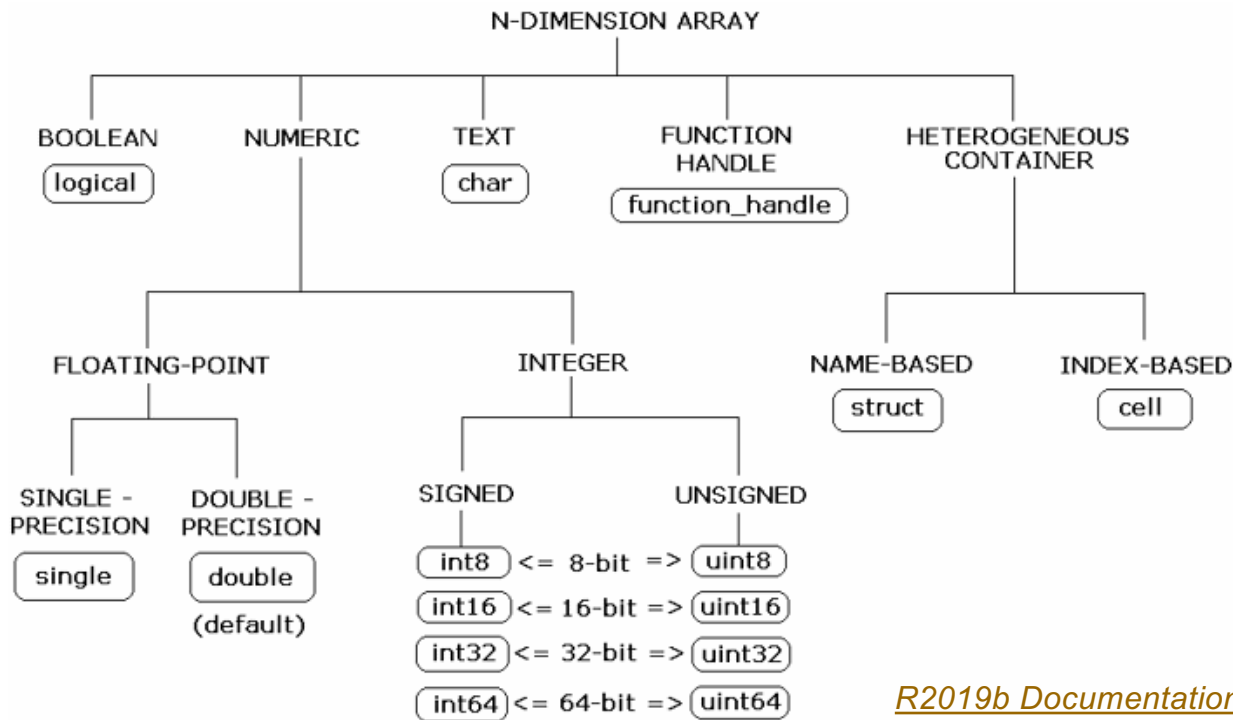 N-DIMENSION ARRAY
BOOLEAN NUMERIC TEXT FUNCTION HETEROGENEOUS
HANDLE CONTAINER
logical char function_handle
FLOATING-POINT INTEGER NAME-BASED INDEX-BASED
struct cell
SINGLE - DOUBLE - SIGNED UNSIGNED
PRECISION PRECISION
single double int8 <= 8-bit => uint8
(default) int16 <= 16-bit => uint16
int32 <= 32-bit => uint32
int64 <= 64-bit => uint64
R2019b Documentation